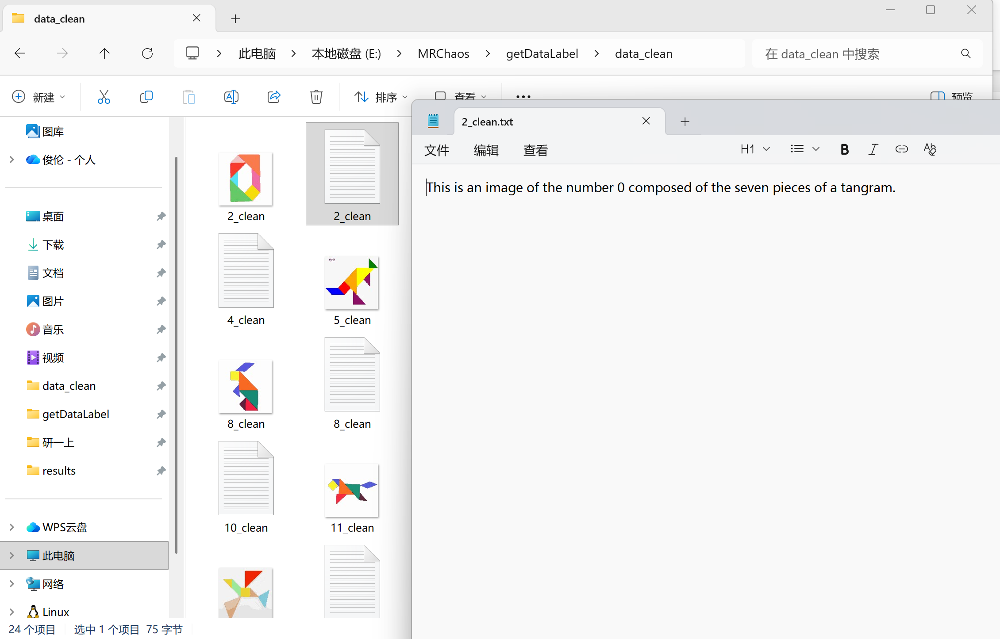 data_clean
此电脑 本地磁盘 (E:) MRChaos getDataLabel data_clean
在 data_clean 中搜索
新建 排序 查看 预览
图库
俊伦 - 个人
桌面
下载
文档
图片
音乐
视频
data_clean
getDataLabel
研一上
results
WPS云盘
此电脑
网络
Linux
24 个项目 选中 1 个项目 75 字节
2_clean 2_clean
4_clean
作业
5_clean
8_clean 8_clean
10_clean 11_clean
2_clean.txt
文件 编辑 查看 H1 B I
This is an image of the number 0 composed of the seven pieces of a tangram.